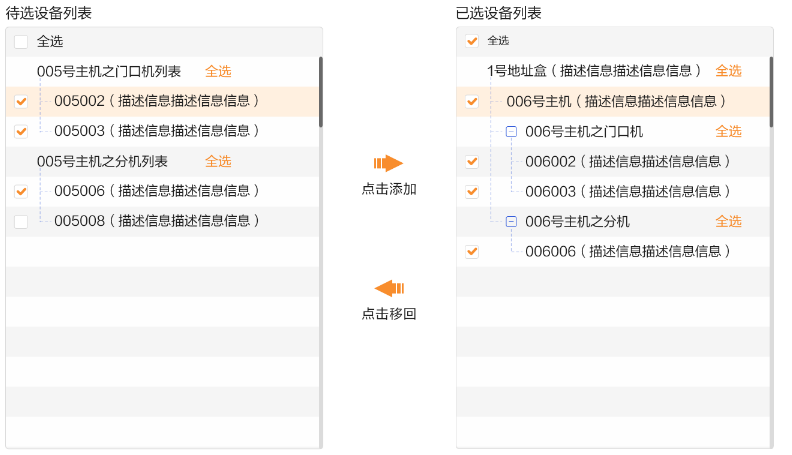 待选设备列表
全选
005号主机之门口机列表 全选
005002（描述信息描述信息信息）
005003（描述信息描述信息信息）
005号主机之分机列表 全选
005006（描述信息描述信息信息）
005008（描述信息描述信息信息）
点击添加
点击移回
已选设备列表
全选
1号地址盒（描述信息描述信息） 全选
006号主机（描述信息描述信息信息）
006号主机之门口机 全选
006002（描述信息描述信息信息）
006003（描述信息描述信息信息）
006号主机之分机 全选
006006（描述信息描述信息信息）